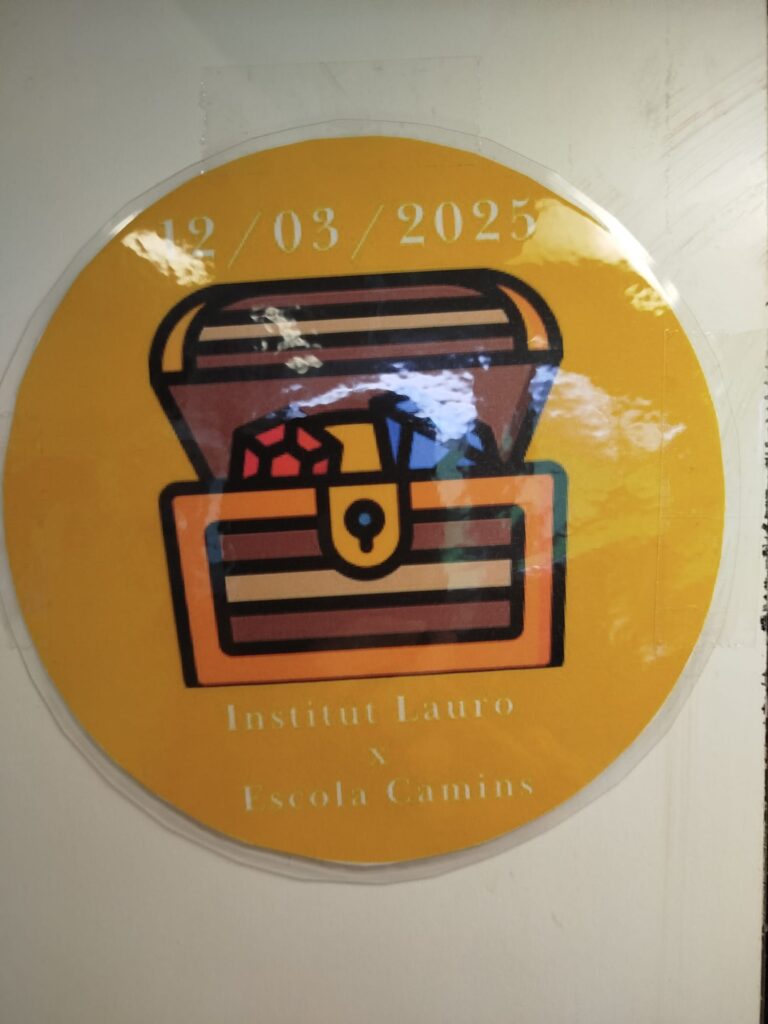 12/03/2025
Institut Lauro
x
Escola Camins